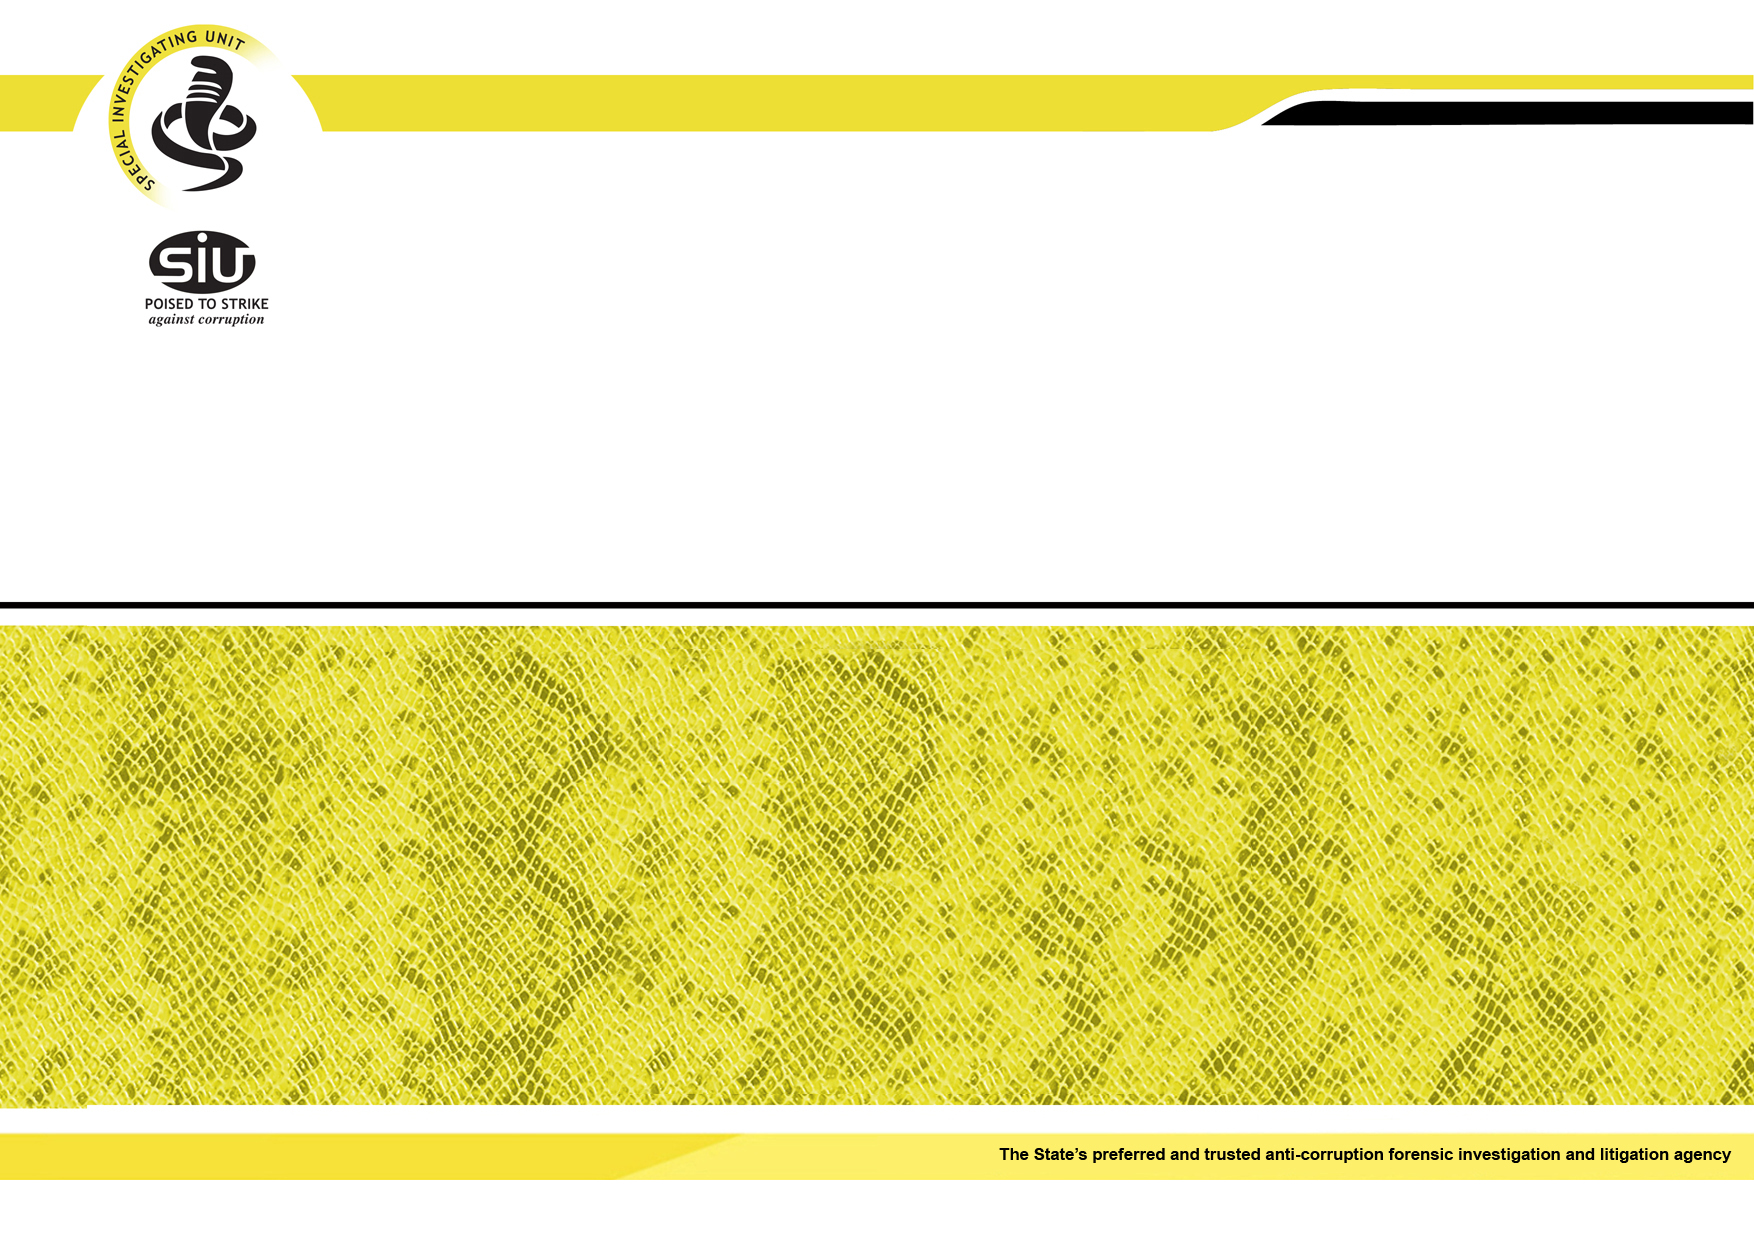 SPECIAL INVESTIGATING UNIT
siu
POISED TO STRIKE
against corruption
The State’s preferred and trusted anti-corruption forensic investigation and litigation agency